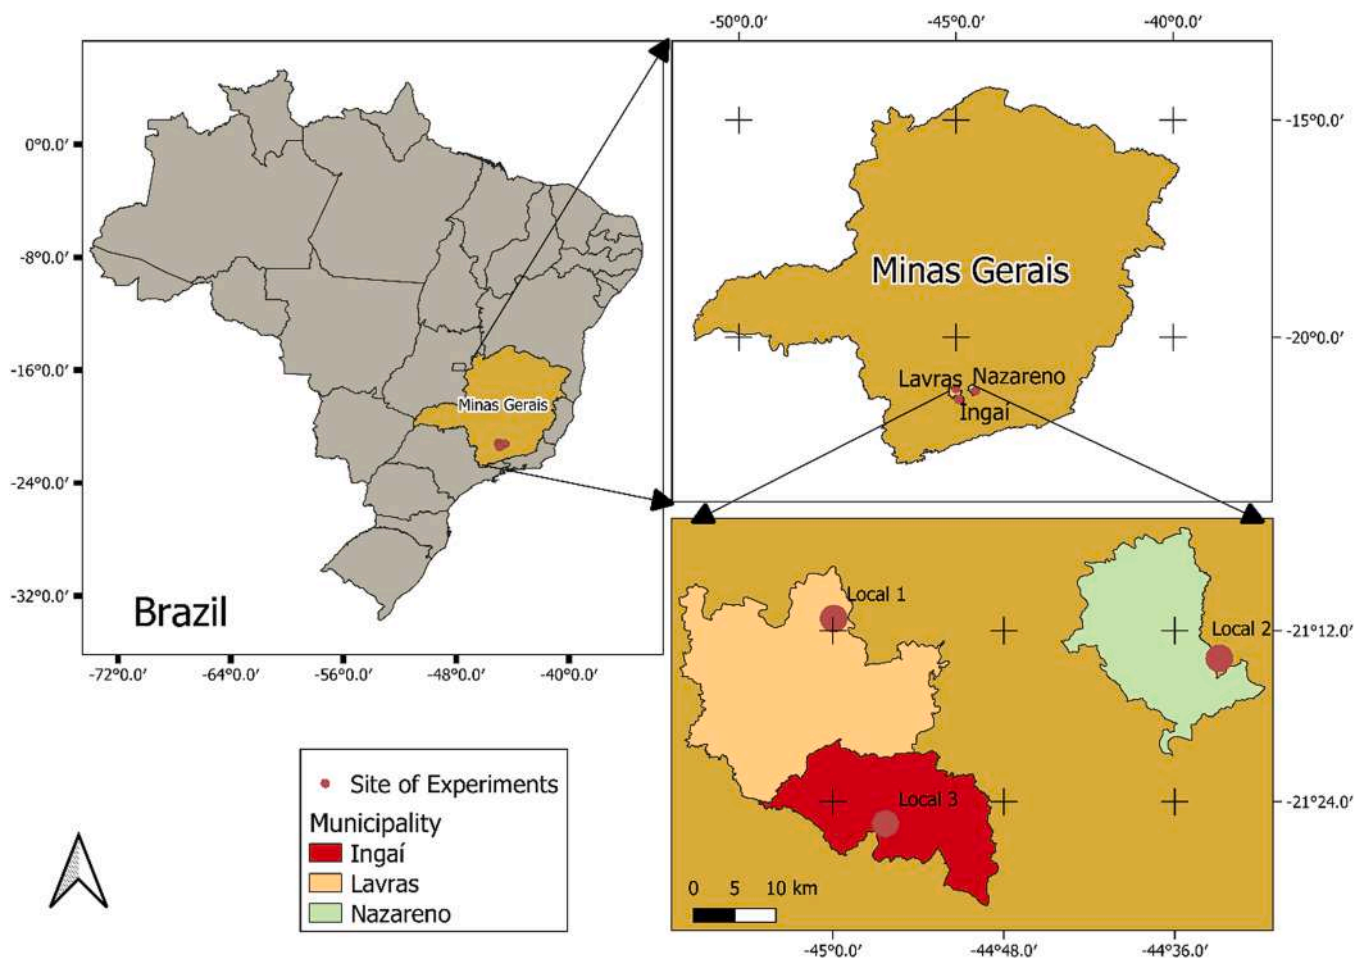 -50°0.0'
-45°0.0'
-40°0.0'
0°0.0'
-8°0.0'
-16°0.0'
-24°0.0'
-32°0.0'
Minas Gerais
Brazil
-72°0.0'
-64°0.0'
-56°0.0'
-48°0.0'
-40°0.0'
-15°0.0'
-20°0.0'
Minas Gerais
Lavras
Nazareno
Ingaí
Local 1
Local 2
Local 3
-21°12.0'
-21°24.0'
0 5 10 km
-45°0.0'
-44°48.0'
-44°36.0'
Site of Experiments
Municipality
Ingaí
Lavras
Nazareno